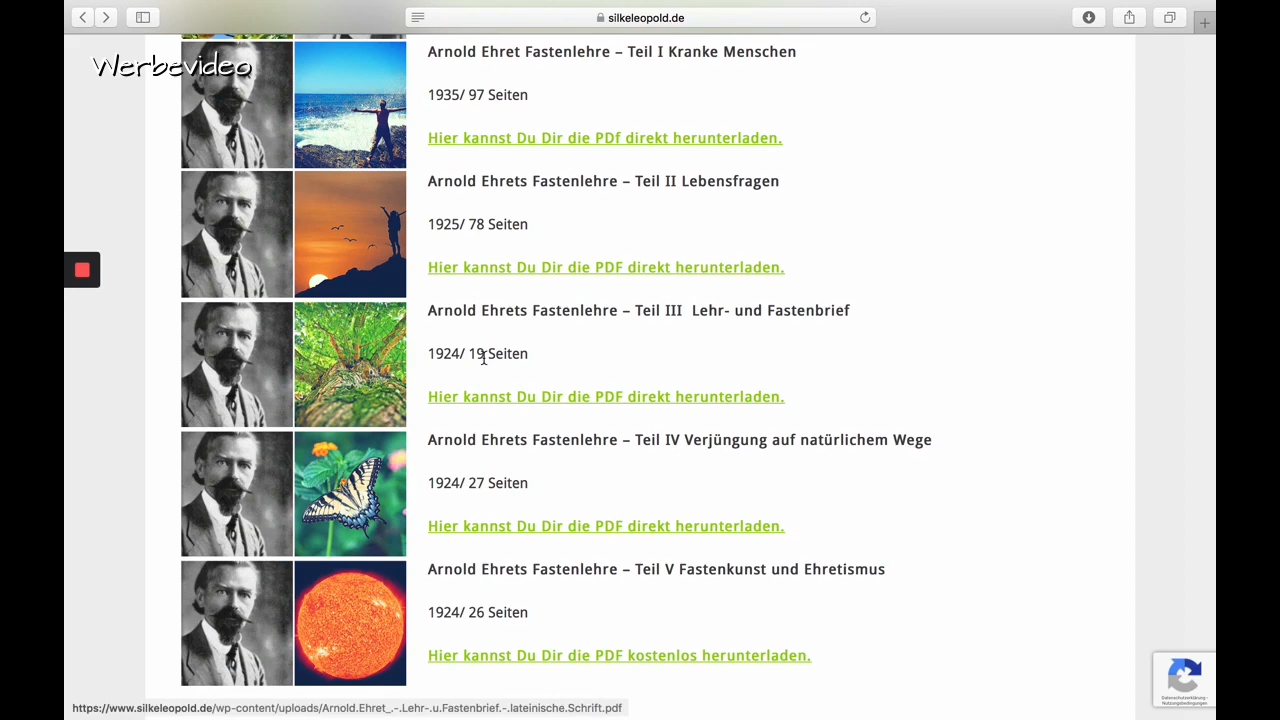 silkeleopold.de
Werbevideo
Arnold Ehret Fastenlehre – Teil I Kranke Menschen
1935/ 97 Seiten
Hier kannst Du Dir die PDf direkt herunterladen.
Arnold Ehrets Fastenlehre – Teil II Lebensfragen
1925/ 78 Seiten
Hier kannst Du Dir die PDF direkt herunterladen.
Arnold Ehrets Fastenlehre – Teil III Lehr- und Fastenbrief
1924/ 19 Seiten
Hier kannst Du Dir die PDF direkt herunterladen.
Arnold Ehrets Fastenlehre – Teil IV Verjüngung auf natürlichem Wege
1924/ 27 Seiten
Hier kannst Du Dir die PDF direkt herunterladen.
Arnold Ehrets Fastenlehre – Teil V Fastenkunst und Ehretismus
1924/ 26 Seiten
Hier kannst Du Dir die PDF kostenlos herunterladen.
Datenschutzerklärung -
Nutzungsbedingungen
https://www.silkeleopold.de/wp-content/uploads/Arnold.Ehret_.-.Lehr-.u.Fastenbrief.-.lateinische.Schrift.pdf